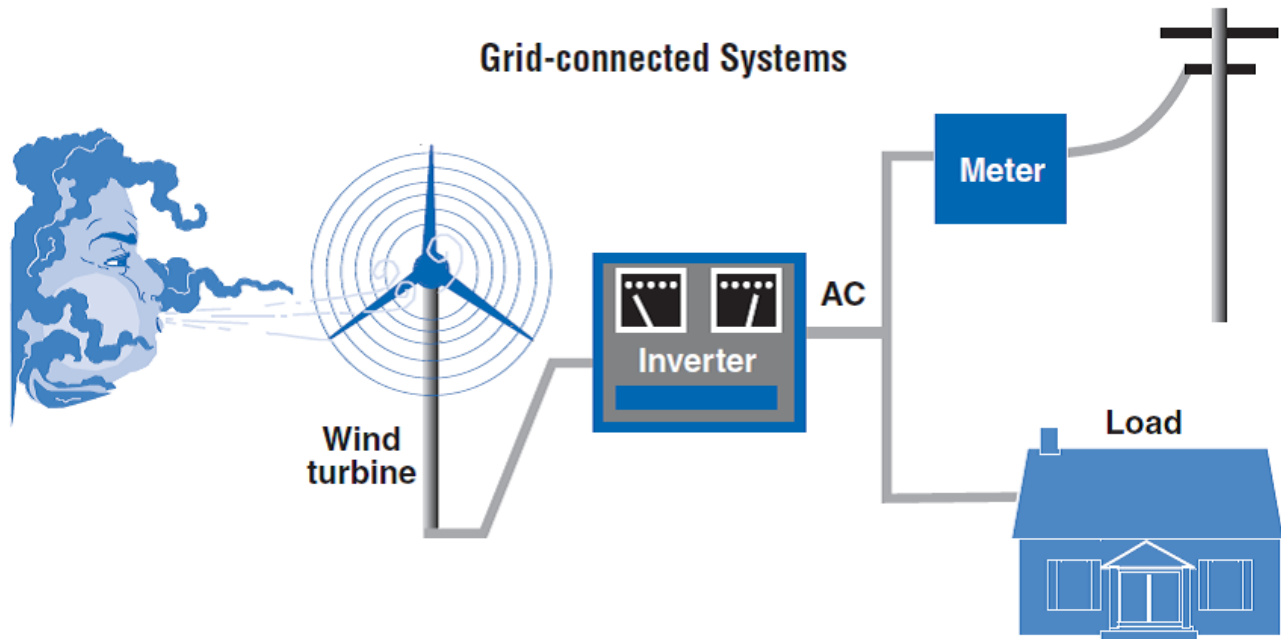 Grid-connected Systems
Meter
AC
Inverter
Wind
turbine
Load